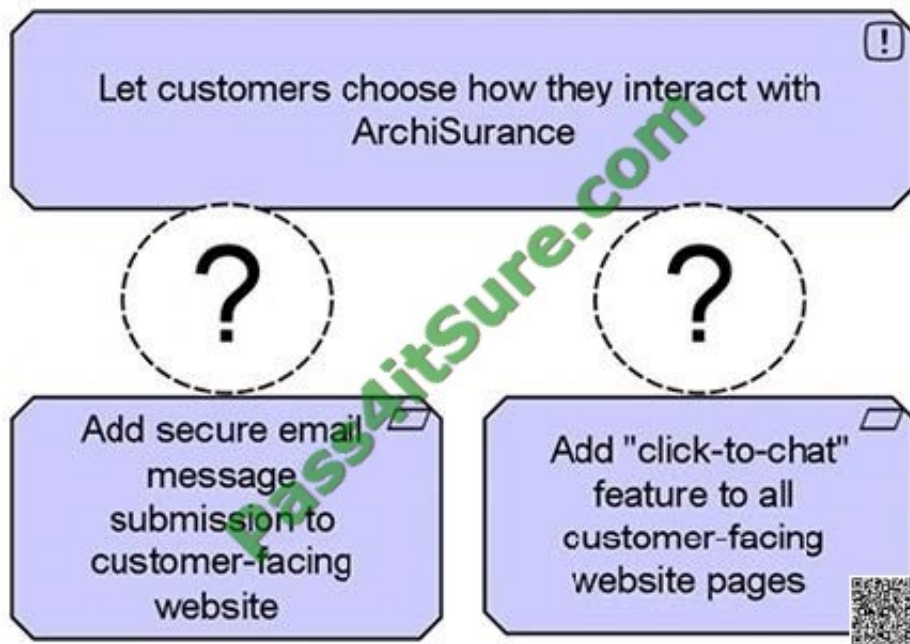 !
Let customers choose how they interact with
ArchiSurance
?
?
Pass4itSure.com
Add secure email
message
submission to
customer-facing
website
Add "click-to-chat"
feature to all
customer-facing
website pages